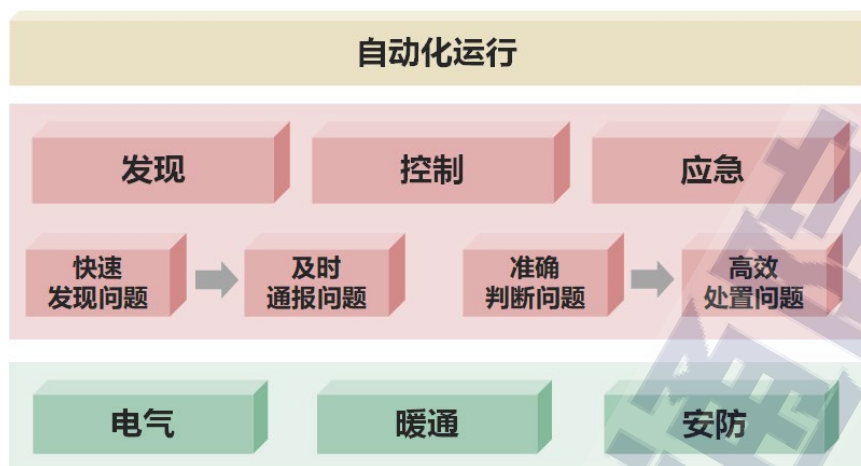 自动化运行
发现
控制
应急
快速
发现问题
及时
通报问题
准确
判断问题
高效
处置问题
电气
暖通
安防